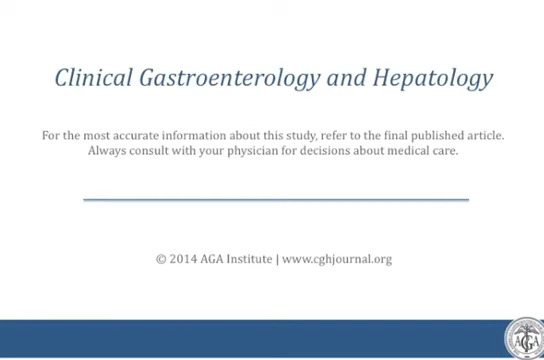 Clinical Gastroenterology and Hepatology
For the most accurate information about this study, refer to the final published article.
Always consult with your physician for decisions about medical care.
© 2014 AGA Institute | www.cghjournal.org
AGA